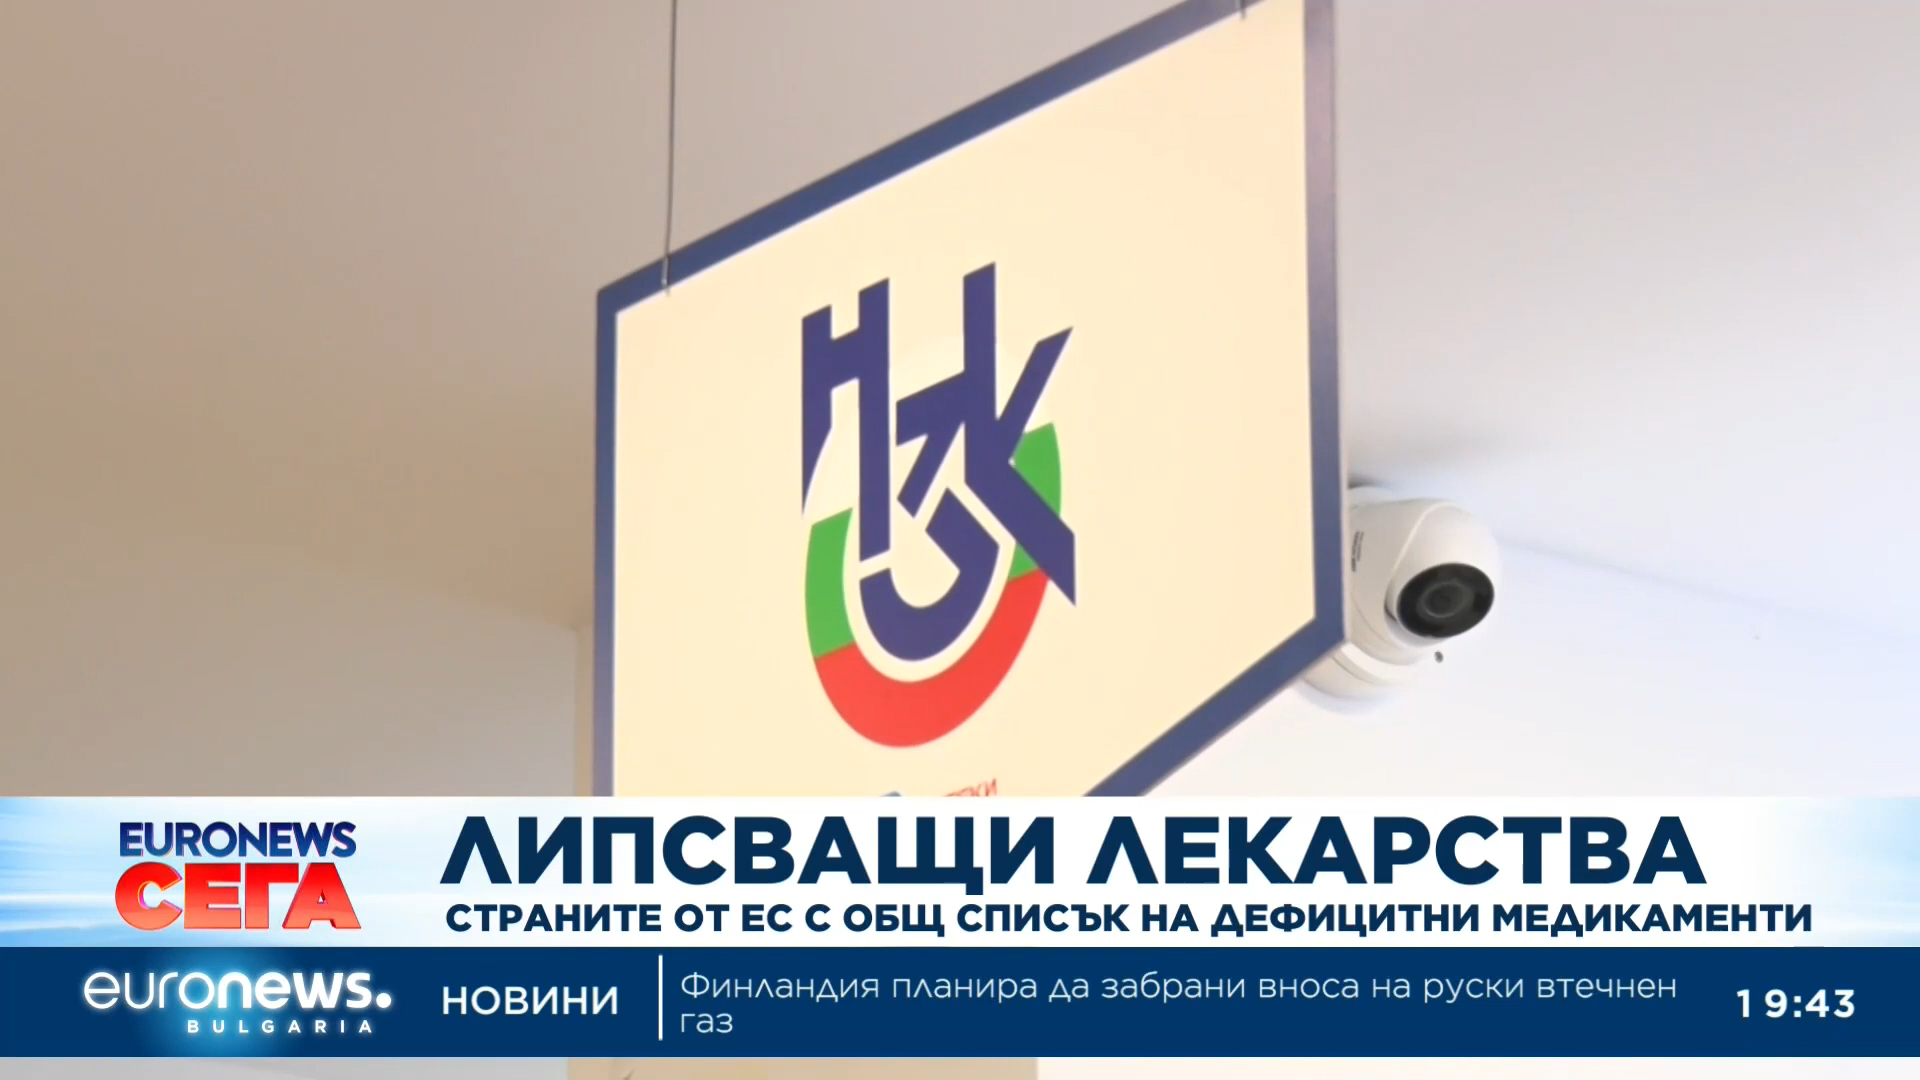 НЗОК
EURONEWS
СЕГА
ЛИПСВАЩИ ЛЕКАРСТВА
СТРАНИТЕ ОТ ЕС С ОБЩ СПИСЪК НА ДЕФИЦИТНИ МЕДИКАМЕНТИ
euronews.
BULGARIA
НОВИНИ
Финландия планира да забрани вноса на руски втечнен
газ
19:43